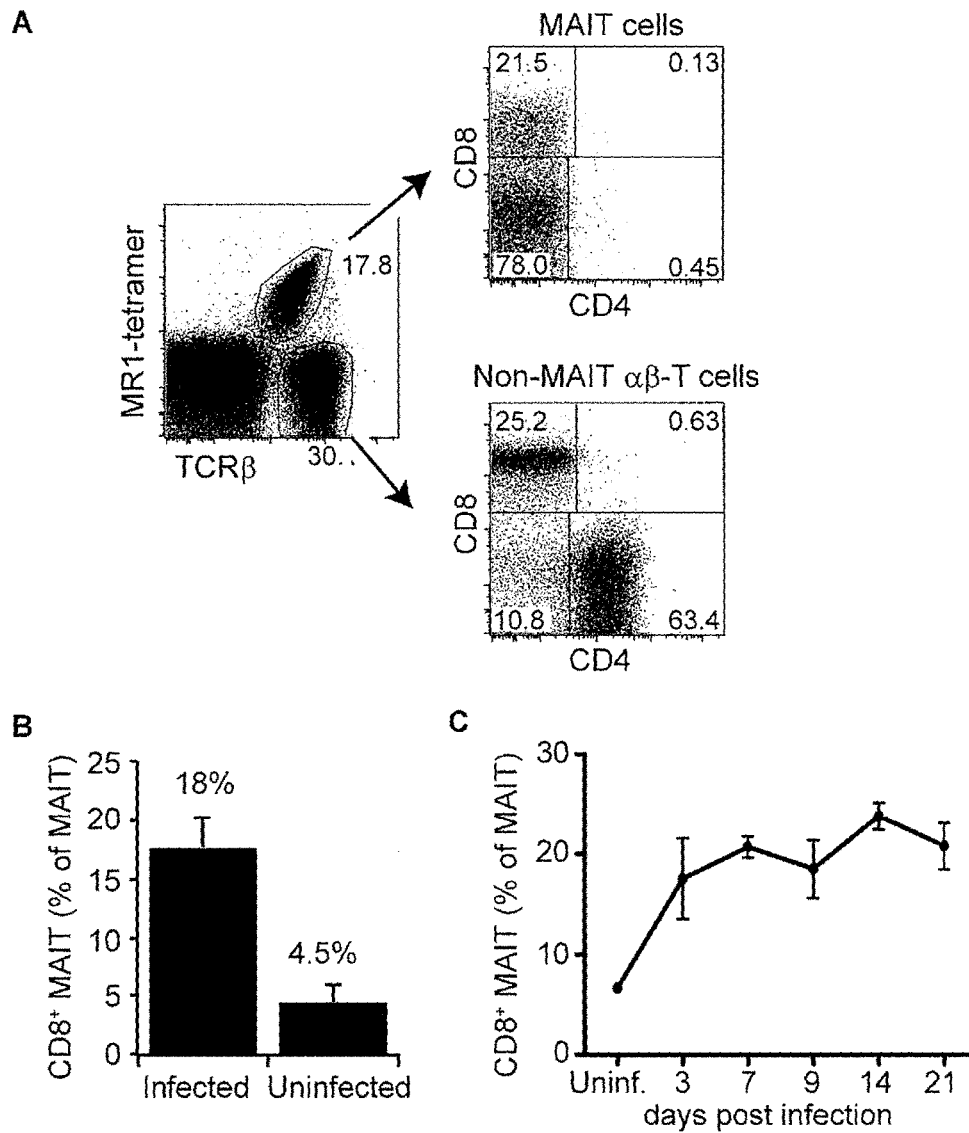 A
MAIT cells
21.5 0.13
CD8
78.0 0.45
CD4
MR1-tetramer
17.8
TCRβ
30..
Non-MAIT αβ-T cells
25.2 0.63
CD8
10.8 63.4
CD4
B
CD8⁺ MAIT (% of MAIT)
25
20
15
10
5
0
18%
4.5%
Infected Uninfected
C
CD8⁺ MAIT (% of MAIT)
30
20
10
0
Uninf. 3 7 9 14 21
days post infection